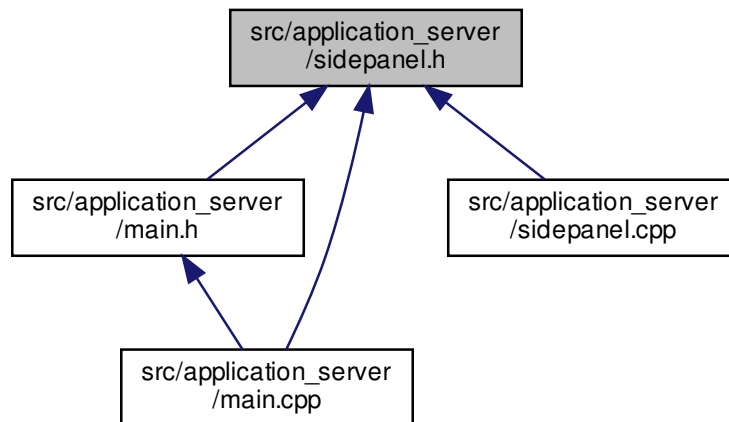 src/application_server
/sidepanel.h
src/application_server
/main.h
src/application_server
/sidepanel.cpp
src/application_server
/main.cpp